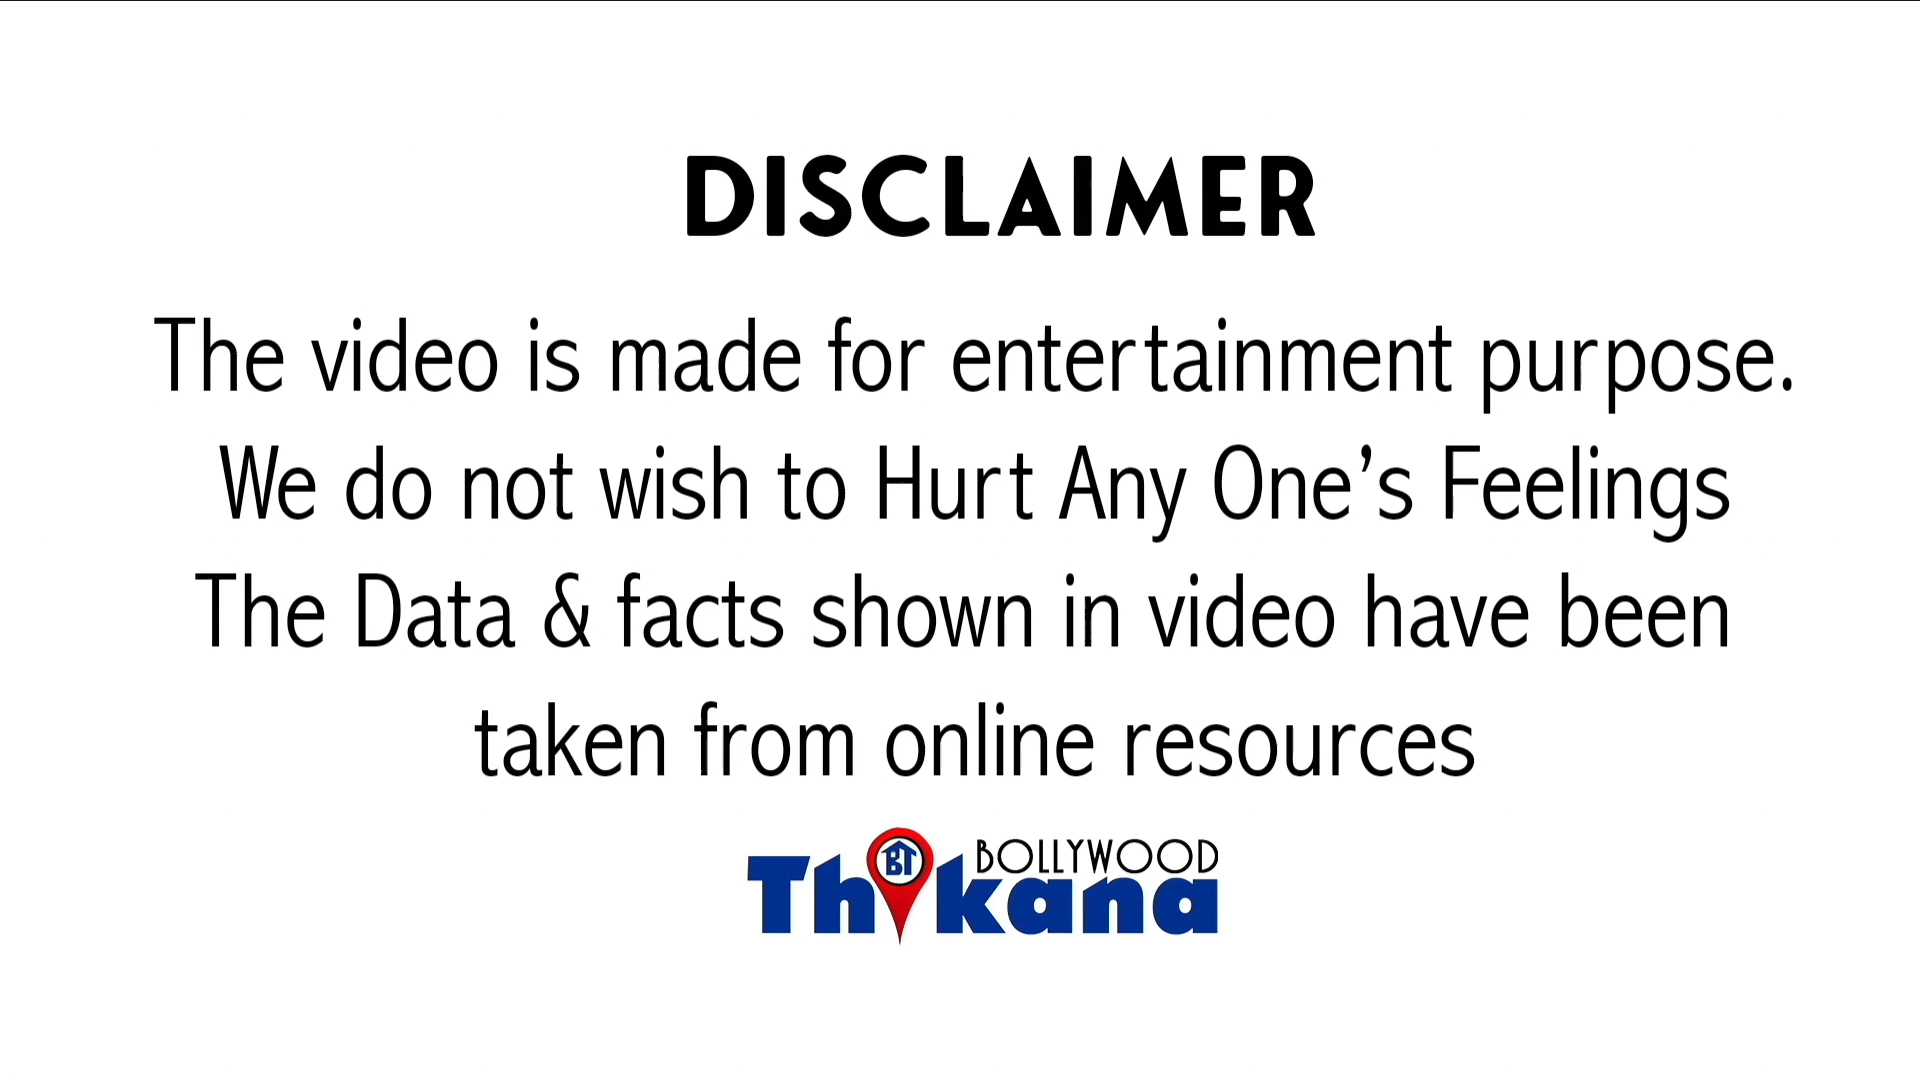 DISCLAIMER
The video is made for entertainment purpose.
We do not wish to Hurt Any One’s Feelings
The Data & facts shown in video have been
taken from online resources
BT
BOLLYWOOD
Thikana